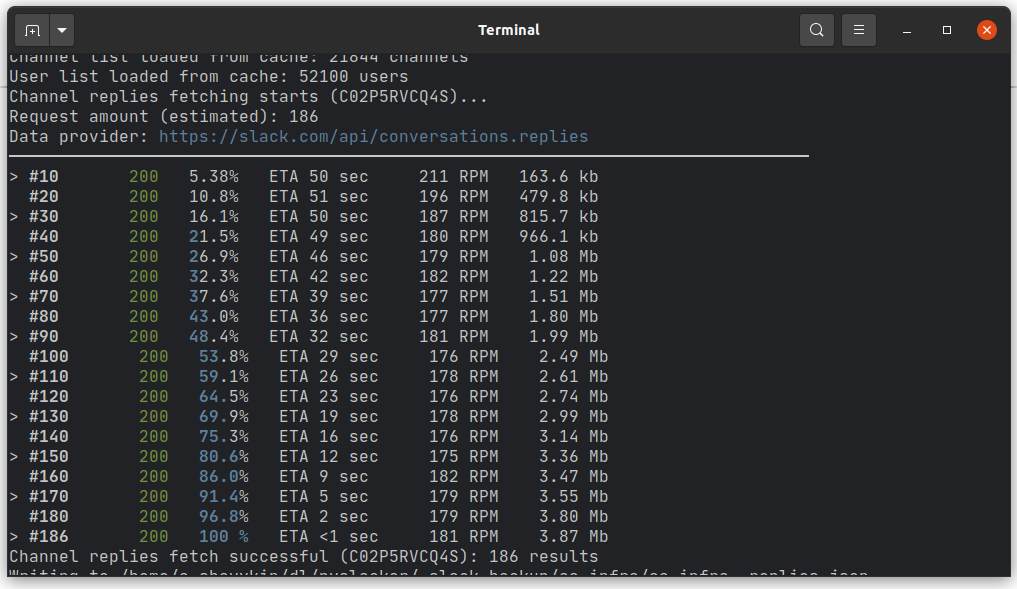 Terminal
Channel list loaded from cache: 21844 channels
User list loaded from cache: 52100 users
Channel replies fetching starts (C02P5RVCQ4S)...
Request amount (estimated): 186
Data provider: https://slack.com/api/conversations.replies
> #10 200 5.38% ETA 50 sec 211 RPM 163.6 kb
#20 200 10.8% ETA 51 sec 196 RPM 479.8 kb
> #30 200 16.1% ETA 50 sec 187 RPM 815.7 kb
#40 200 21.5% ETA 49 sec 180 RPM 966.1 kb
> #50 200 26.9% ETA 46 sec 179 RPM 1.08 Mb
#60 200 32.3% ETA 42 sec 182 RPM 1.22 Mb
> #70 200 37.6% ETA 39 sec 177 RPM 1.51 Mb
#80 200 43.0% ETA 36 sec 177 RPM 1.80 Mb
> #90 200 48.4% ETA 32 sec 181 RPM 1.99 Mb
#100 200 53.8% ETA 29 sec 176 RPM 2.49 Mb
> #110 200 59.1% ETA 26 sec 178 RPM 2.61 Mb
#120 200 64.5% ETA 23 sec 176 RPM 2.74 Mb
> #130 200 69.9% ETA 19 sec 178 RPM 2.99 Mb
#140 200 75.3% ETA 16 sec 176 RPM 3.14 Mb
> #150 200 80.6% ETA 12 sec 175 RPM 3.36 Mb
#160 200 86.0% ETA 9 sec 182 RPM 3.47 Mb
> #170 200 91.4% ETA 5 sec 179 RPM 3.55 Mb
#180 200 96.8% ETA 2 sec 179 RPM 3.80 Mb
> #186 200 100 % ETA <1 sec 181 RPM 3.87 Mb
Channel replies fetch successful (C02P5RVCQ4S): 186 results
Writing to